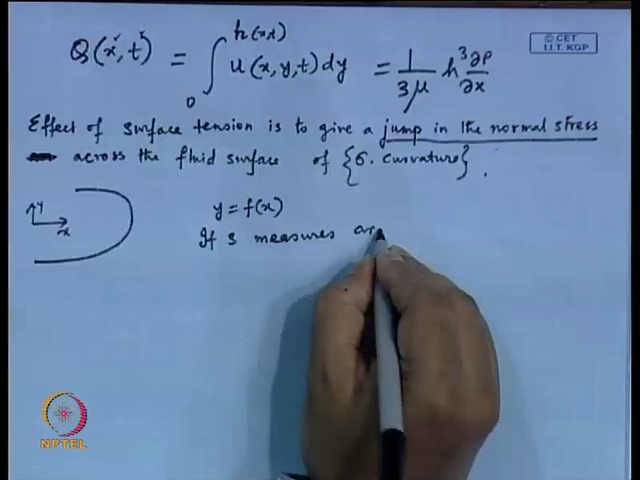 Q(x,t) = ∫₀^{h(x,t)} u(x,y,t) dy = 1/3μ h³ ∂p/∂x
© CET
I.I.T. KGP
Effect of surface tension is to give a jump in the normal stress
across the fluid surface of {σ. curvature}.
y
x
y = f(x)
If s measures ar
NPTEL